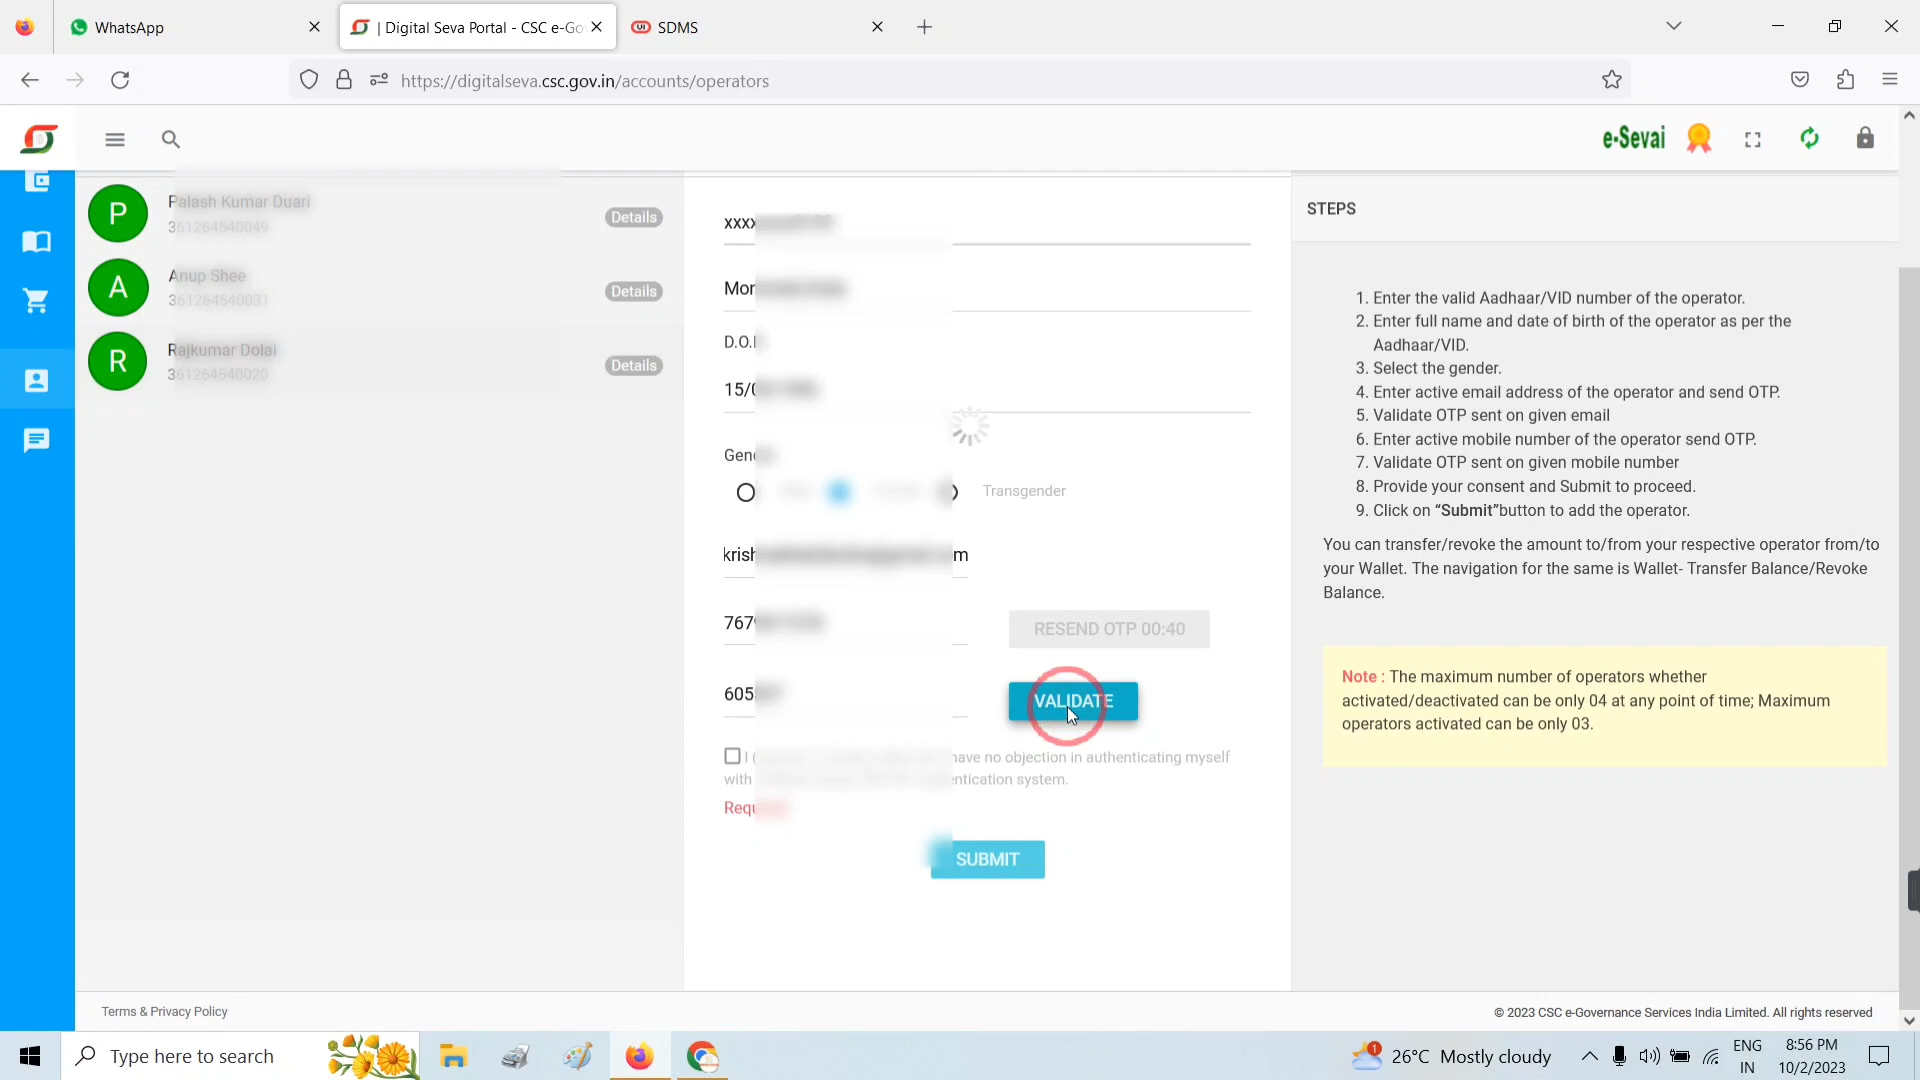 WhatsApp
| Digital Seva Portal - CSC e-Go
SDMS
https://digitalseva.csc.gov.in/accounts/operators
e-Sevai
P
Palash Kumar Duari
361264540049
Details
A
Anup Shee
361264540031
Details
R
Rajkumar Dolai
361264540020
Details
D.O.
15/0
Transgender
767
RESEND OTP 00:40
605
VALIDATE
have no objection in authenticating myself
with
SUBMIT
STEPS
1. Enter the valid Aadhaar/VID number of the operator.
2. Enter full name and date of birth of the operator as per the
Aadhaar/VID.
3. Select the gender.
4. Enter active email address of the operator and send OTP.
5. Validate OTP sent on given email
6. Enter active mobile number of the operator send OTP.
7. Validate OTP sent on given mobile number
8. Provide your consent and Submit to proceed.
9. Click on “Submit”button to add the operator.
You can transfer/revoke the amount to/from your respective operator from/to
your Wallet. The navigation for the same is Wallet- Transfer Balance/Revoke
Balance.
Note : The maximum number of operators whether
activated/deactivated can be only 04 at any point of time; Maximum
operators activated can be only 03.
Terms & Privacy Policy
© 2023 CSC e-Governance Services India Limited. All rights reserved
Type here to search
1
26°C Mostly cloudy
ENG
IN
8:56 PM
10/2/2023